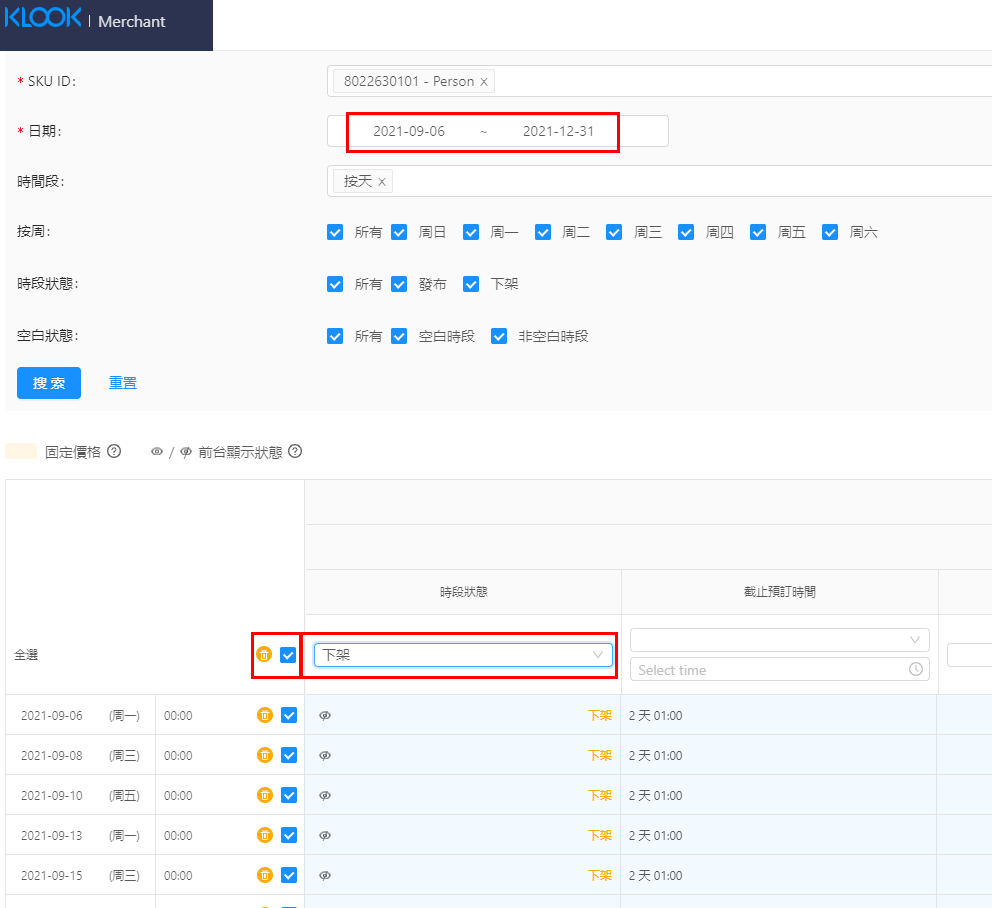 KLOOK | Merchant
* SKU ID: 8022630101 - Person x
* 日期: 2021-09-06 ~ 2021-12-31
時間段: 按天 x
按周: 所有 周日 周一 周二 周三 周四 周五 周六
時段狀態: 所有 發布 下架
空白狀態: 所有 空白時段 非空白時段
搜索 重置
固定價格 ? / 前台顯示狀態 ?
時段狀態 截止預訂時間
全選 下架
Select time
2021-09-06 (周一) 00:00 下架 2 天 01:00
2021-09-08 (周三) 00:00 下架 2 天 01:00
2021-09-10 (周五) 00:00 下架 2 天 01:00
2021-09-13 (周一) 00:00 下架 2 天 01:00
2021-09-15 (周三) 00:00 下架 2 天 01:00